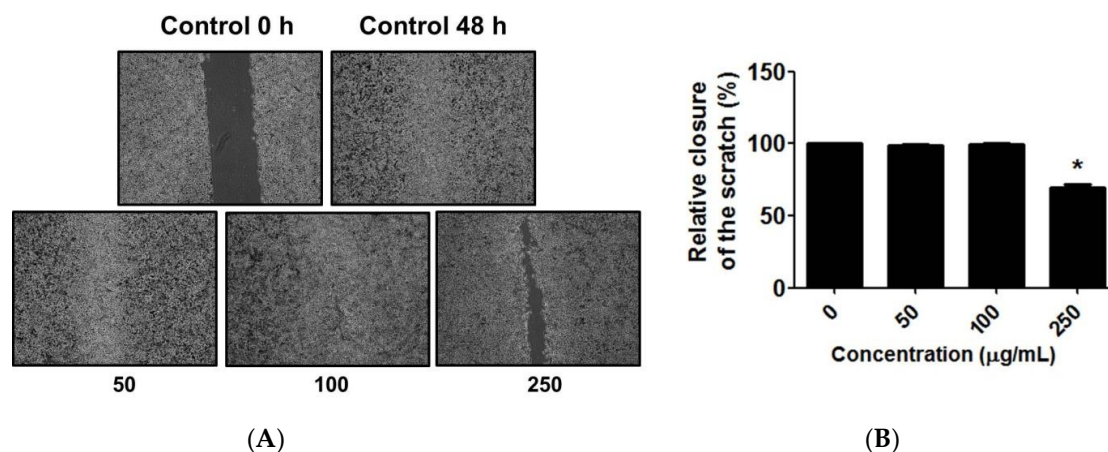 Control 0 h
Control 48 h
50
100
250
(A)
Relative closure
of the scratch (%)
150
100
50
0
*
0
50
100
250
Concentration (μg/mL)
(B)